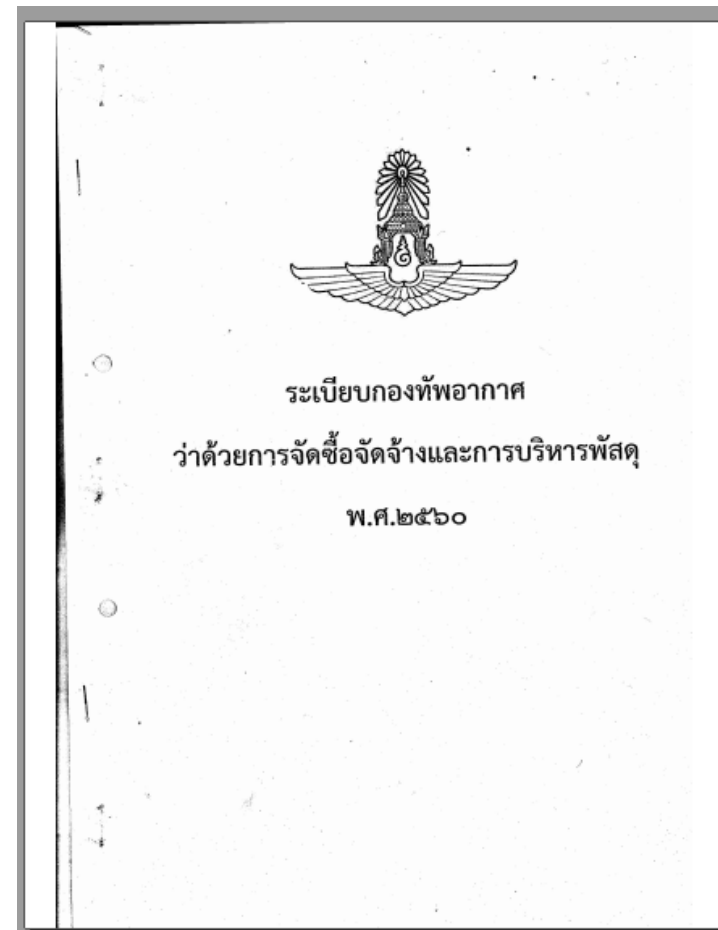 ระเบียบกองทัพอากาศ
ว่าด้วยการจัดซื้อจัดจ้างและการบริหารพัสดุ
พ.ศ.๒๕๖๐